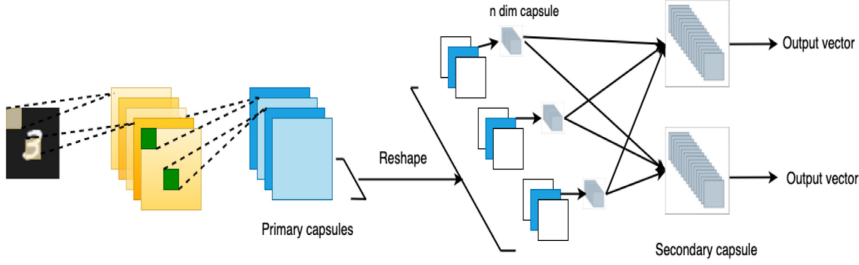 n dim capsule
Output vector
Reshape
Output vector
Primary capsules
Secondary capsule